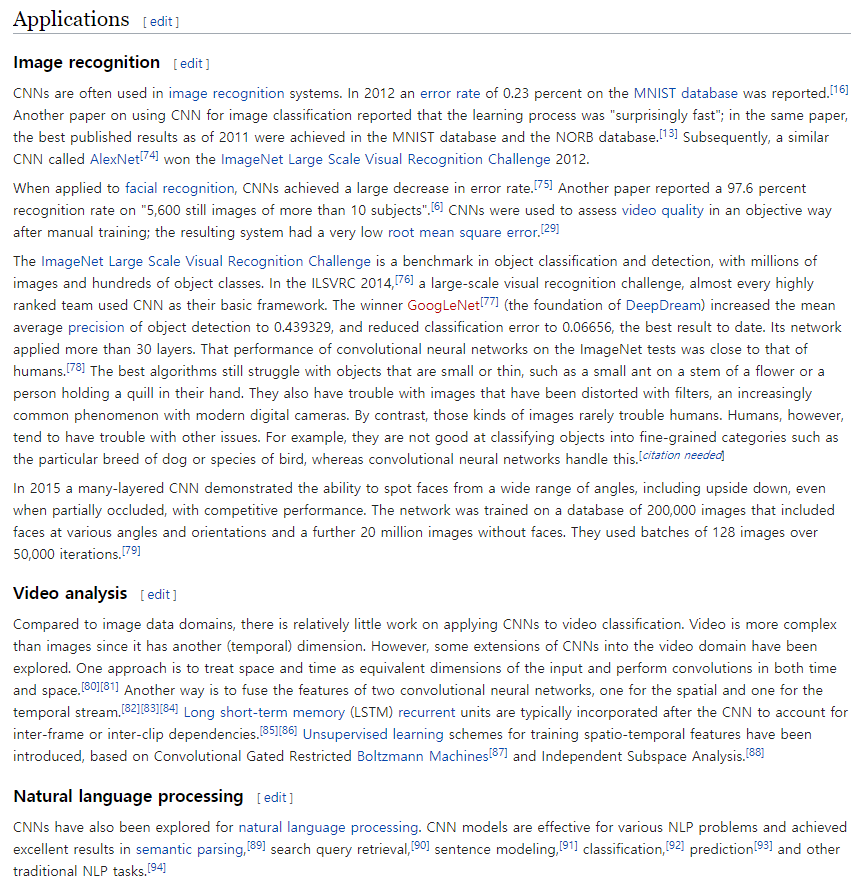 Applications [ edit ]
Image recognition [ edit ]
CNNs are often used in image recognition systems. In 2012 an error rate of 0.23 percent on the MNIST database was reported.[16]
Another paper on using CNN for image classification reported that the learning process was "surprisingly fast"; in the same paper,
the best published results as of 2011 were achieved in the MNIST database and the NORB database.[13] Subsequently, a similar
CNN called AlexNet[74] won the ImageNet Large Scale Visual Recognition Challenge 2012.
When applied to facial recognition, CNNs achieved a large decrease in error rate.[75] Another paper reported a 97.6 percent
recognition rate on "5,600 still images of more than 10 subjects".[6] CNNs were used to assess video quality in an objective way
after manual training; the resulting system had a very low root mean square error.[29]
The ImageNet Large Scale Visual Recognition Challenge is a benchmark in object classification and detection, with millions of
images and hundreds of object classes. In the ILSVRC 2014,[76] a large-scale visual recognition challenge, almost every highly
ranked team used CNN as their basic framework. The winner GoogLeNet[77] (the foundation of DeepDream) increased the mean
average precision of object detection to 0.439329, and reduced classification error to 0.06656, the best result to date. Its network
applied more than 30 layers. That performance of convolutional neural networks on the ImageNet tests was close to that of
humans.[78] The best algorithms still struggle with objects that are small or thin, such as a small ant on a stem of a flower or a
person holding a quill in their hand. They also have trouble with images that have been distorted with filters, an increasingly
common phenomenon with modern digital cameras. By contrast, those kinds of images rarely trouble humans. Humans, however,
tend to have trouble with other issues. For example, they are not good at classifying objects into fine-grained categories such as
the particular breed of dog or species of bird, whereas convolutional neural networks handle this.[citation needed]
In 2015 a many-layered CNN demonstrated the ability to spot faces from a wide range of angles, including upside down, even
when partially occluded, with competitive performance. The network was trained on a database of 200,000 images that included
faces at various angles and orientations and a further 20 million images without faces. They used batches of 128 images over
50,000 iterations.[79]
Video analysis [ edit ]
Compared to image data domains, there is relatively little work on applying CNNs to video classification. Video is more complex
than images since it has another (temporal) dimension. However, some extensions of CNNs into the video domain have been
explored. One approach is to treat space and time as equivalent dimensions of the input and perform convolutions in both time
and space.[80][81] Another way is to fuse the features of two convolutional neural networks, one for the spatial and one for the
temporal stream.[82][83][84] Long short-term memory (LSTM) recurrent units are typically incorporated after the CNN to account for
inter-frame or inter-clip dependencies.[85][86] Unsupervised learning schemes for training spatio-temporal features have been
introduced, based on Convolutional Gated Restricted Boltzmann Machines[87] and Independent Subspace Analysis.[88]
Natural language processing [ edit ]
CNNs have also been explored for natural language processing. CNN models are effective for various NLP problems and achieved
excellent results in semantic parsing,[89] search query retrieval,[90] sentence modeling,[91] classification,[92] prediction[93] and other
traditional NLP tasks.[94]